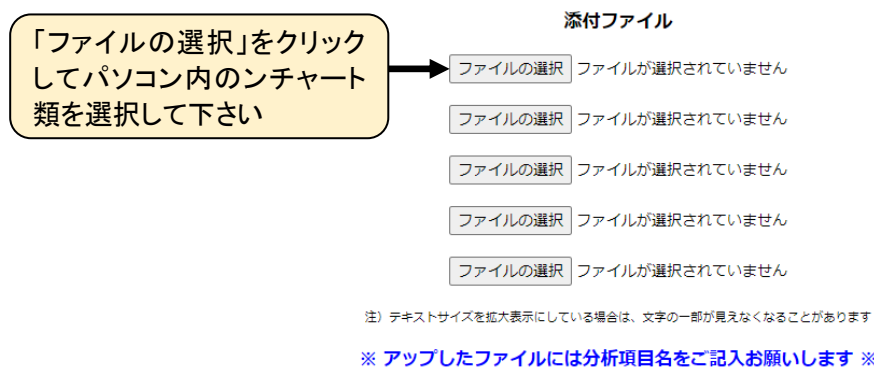 添付ファイル
「ファイルの選択」をクリック
してパソコン内のンチャート
類を選択して下さい
ファイルの選択 ファイルが選択されていません
ファイルの選択 ファイルが選択されていません
ファイルの選択 ファイルが選択されていません
ファイルの選択 ファイルが選択されていません
ファイルの選択 ファイルが選択されていません
注）テキストサイズを拡大表示にしている場合は、文字の一部が見えなくなることがあります
※ アップしたファイルには分析項目名をご記入お願いします ※